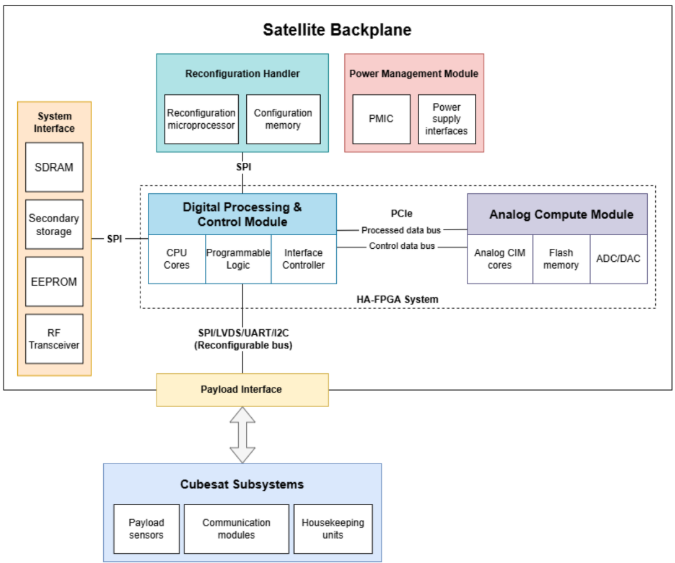 Satellite Backplane
Reconfiguration Handler
Reconfiguration
microprocessor
Configuration
memory
Power Management Module
PMIC
Power
supply
interfaces
System
Interface
SDRAM
Secondary
storage
EEPROM
RF
Transceiver
SPI
SPI
Digital Processing &
Control Module
CPU
Cores
Programmable
Logic
Interface
Controller
PCIe
Processed data bus
Control data bus
Analog Compute Module
Analog CIM
cores
Flash
memory
ADC/DAC
HA-FPGA System
SPI/LVDS/UART/I2C
(Reconfigurable bus)
Payload Interface
Cubesat Subsystems
Payload
sensors
Communication
modules
Housekeeping
units